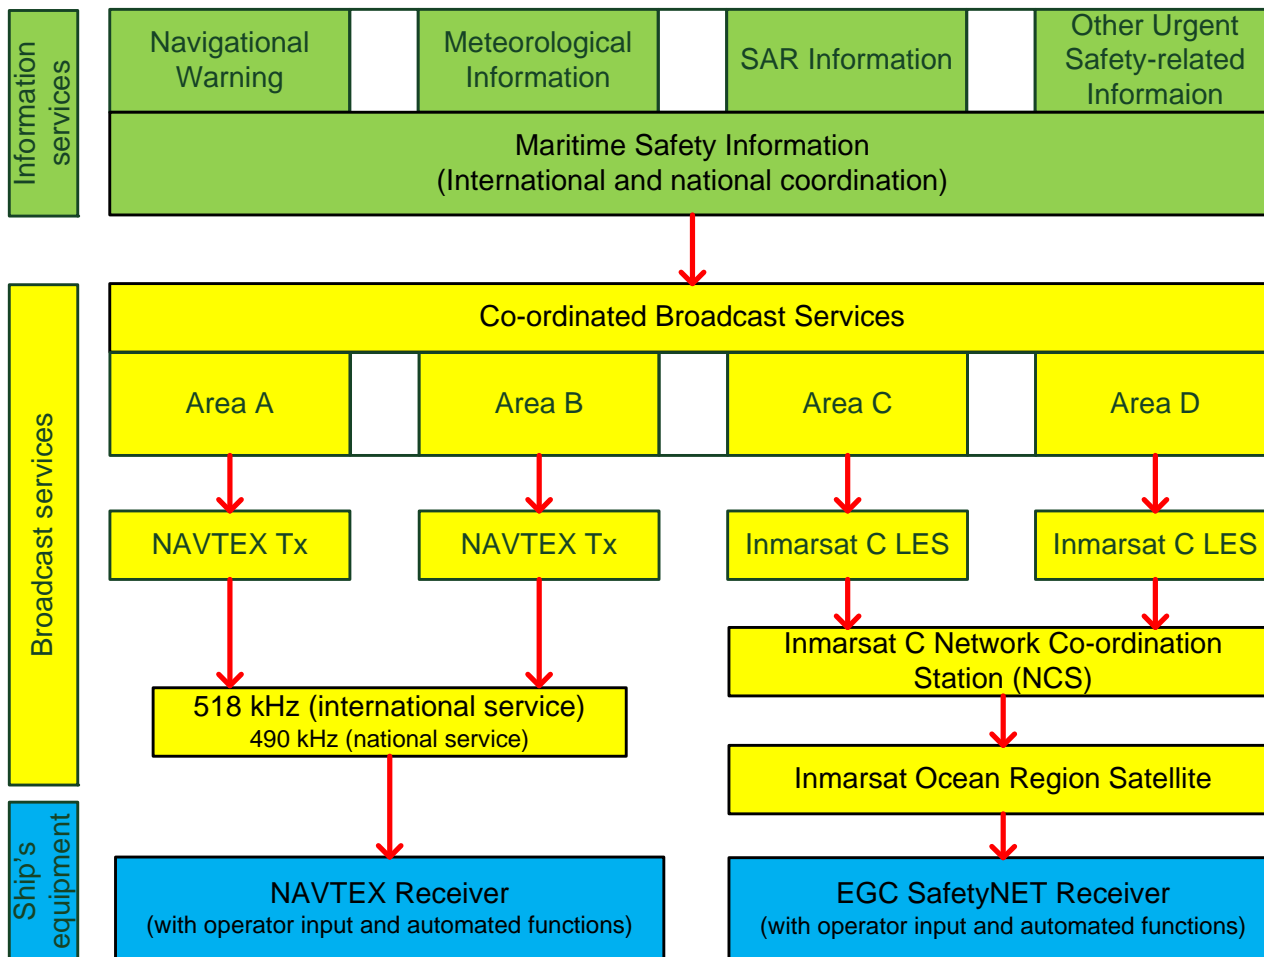 Information
services
Navigational
Warning
Meteorological
Information
SAR Information
Other Urgent
Safety-related
Informaion
Maritime Safety Information
(International and national coordination)
Broadcast services
Co-ordinated Broadcast Services
Area A
Area B
Area C
Area D
NAVTEX Tx
NAVTEX Tx
Inmarsat C LES
Inmarsat C LES
Inmarsat C Network Co-ordination
Station (NCS)
518 kHz (international service)
490 kHz (national service)
Inmarsat Ocean Region Satellite
Ship's
equipment
NAVTEX Receiver
(with operator input and automated functions)
EGC SafetyNET Receiver
(with operator input and automated functions)